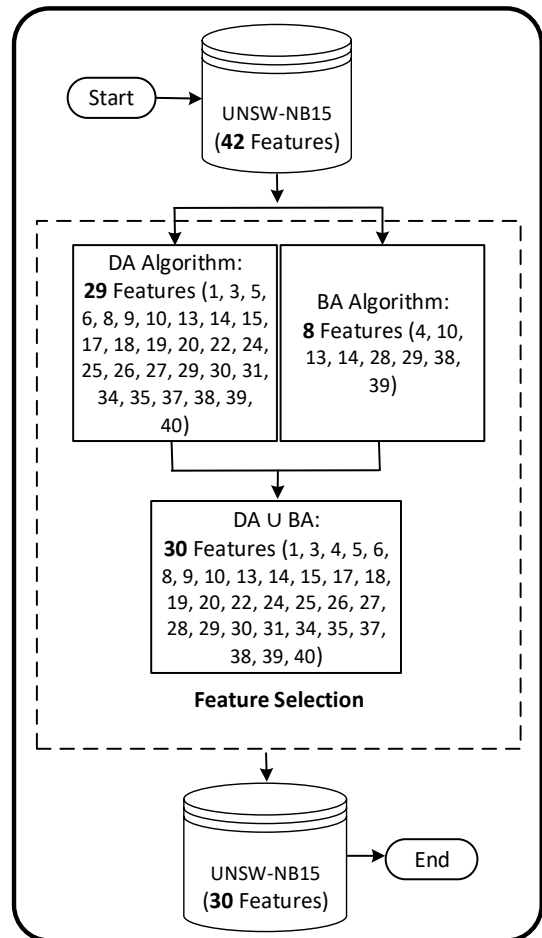 Start
UNSW-NB15
(42 Features)
DA Algorithm:
29 Features (1, 3, 5,
6, 8, 9, 10, 13, 14, 15,
17, 18, 19, 20, 22, 24,
25, 26, 27, 29, 30, 31,
34, 35, 37, 38, 39,
40)
BA Algorithm:
8 Features (4, 10,
13, 14, 28, 29, 38,
39)
DA ∪ BA:
30 Features (1, 3, 4, 5, 6,
8, 9, 10, 13, 14, 15, 17, 18,
19, 20, 22, 24, 25, 26, 27,
28, 29, 30, 31, 34, 35, 37,
38, 39, 40)
Feature Selection
UNSW-NB15
(30 Features)
End